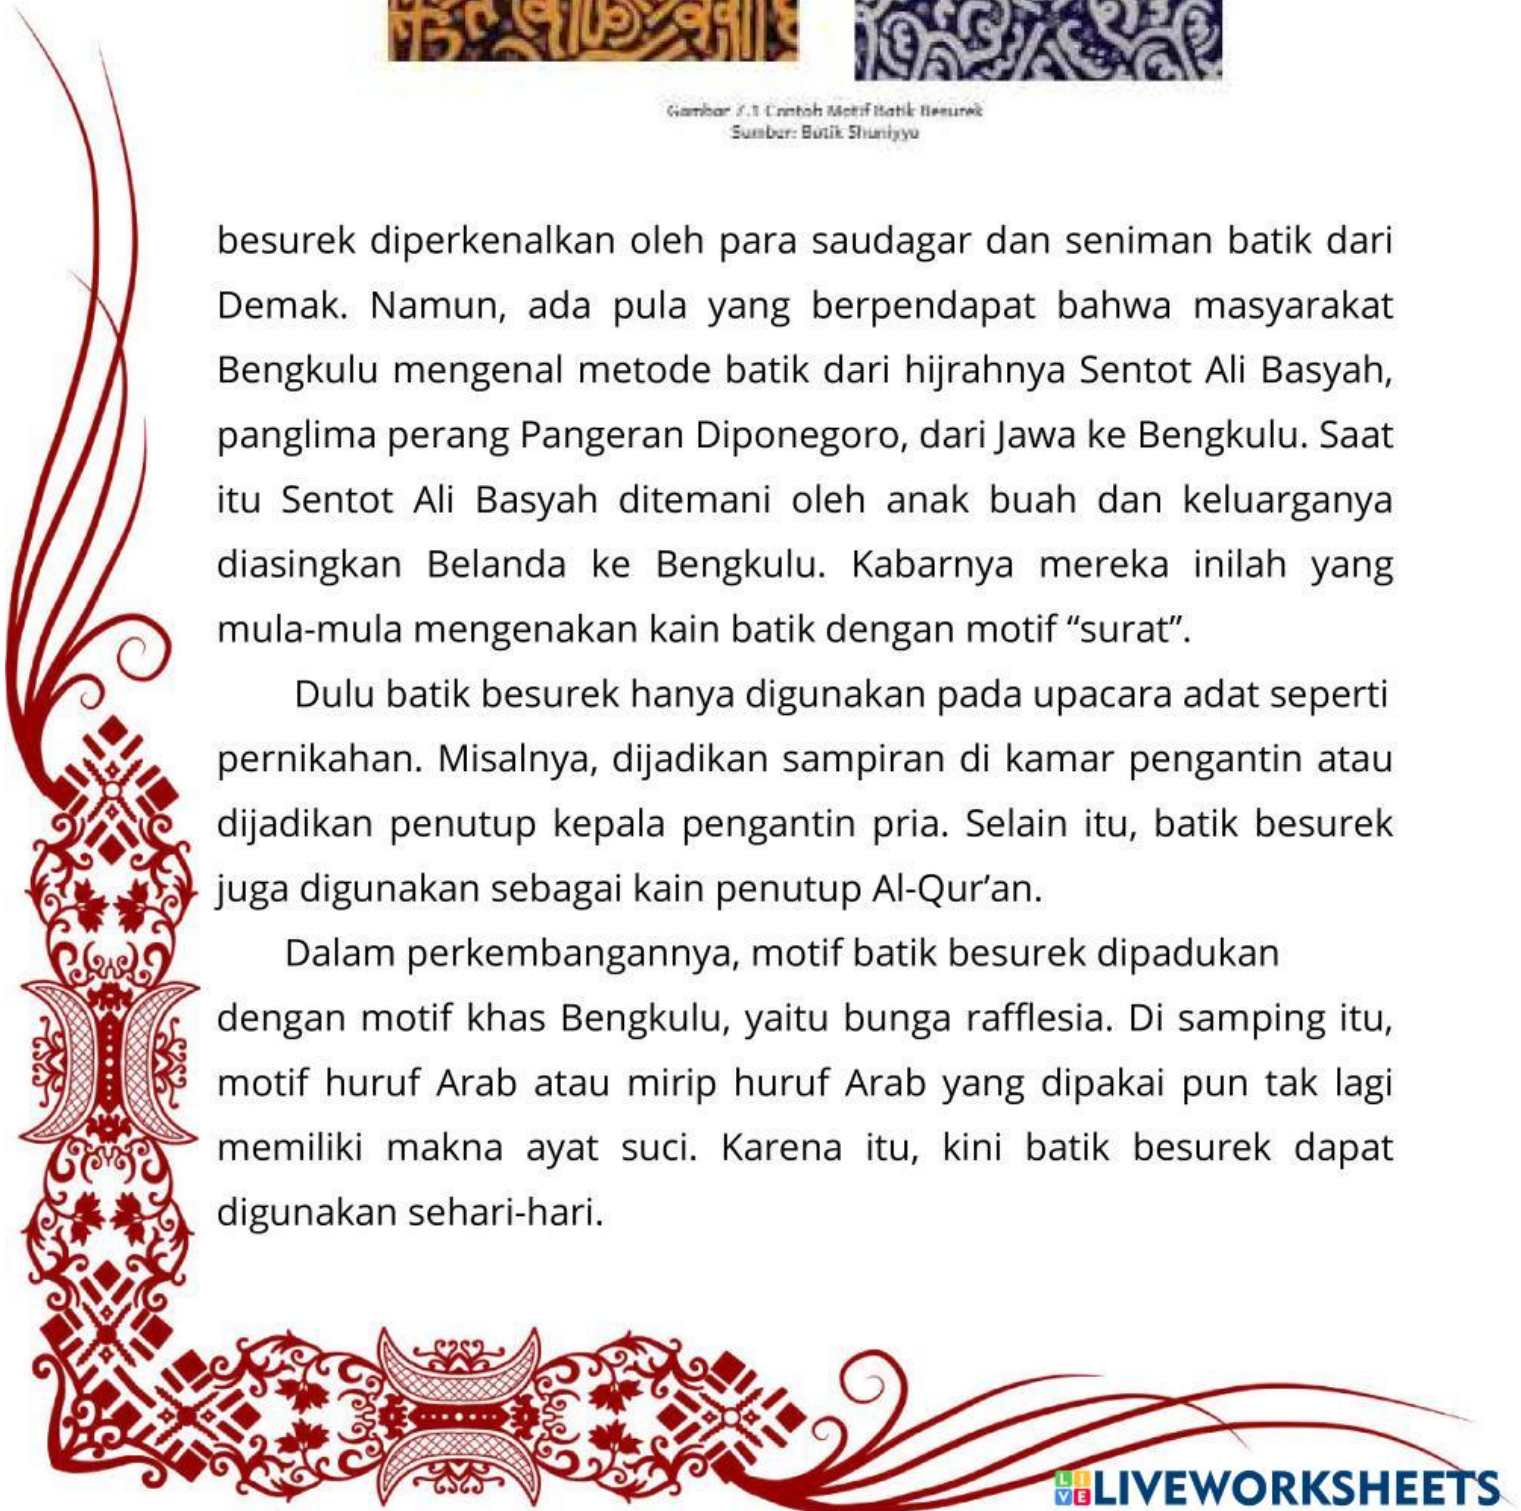 Gambar 7.1 Contoh Motif Batik Besurek
Sumber: Butik Shuniyyu
besurek diperkenalkan oleh para saudagar dan seniman batik dari
Demak. Namun, ada pula yang berpendapat bahwa masyarakat
Bengkulu mengenal metode batik dari hijrahnya Sentot Ali Basyah,
panglima perang Pangeran Diponegoro, dari Jawa ke Bengkulu. Saat
itu Sentot Ali Basyah ditemani oleh anak buah dan keluarganya
diasingkan Belanda ke Bengkulu. Kabarnya mereka inilah yang
mula-mula mengenakan kain batik dengan motif “surat”.
Dulu batik besurek hanya digunakan pada upacara adat seperti
pernikahan. Misalnya, dijadikan sampiran di kamar pengantin atau
dijadikan penutup kepala pengantin pria. Selain itu, batik besurek
juga digunakan sebagai kain penutup Al-Qur’an.
Dalam perkembangannya, motif batik besurek dipadukan
dengan motif khas Bengkulu, yaitu bunga rafflesia. Di samping itu,
motif huruf Arab atau mirip huruf Arab yang dipakai pun tak lagi
memiliki makna ayat suci. Karena itu, kini batik besurek dapat
digunakan sehari-hari.
LIVE LIVEWORKSHEETS